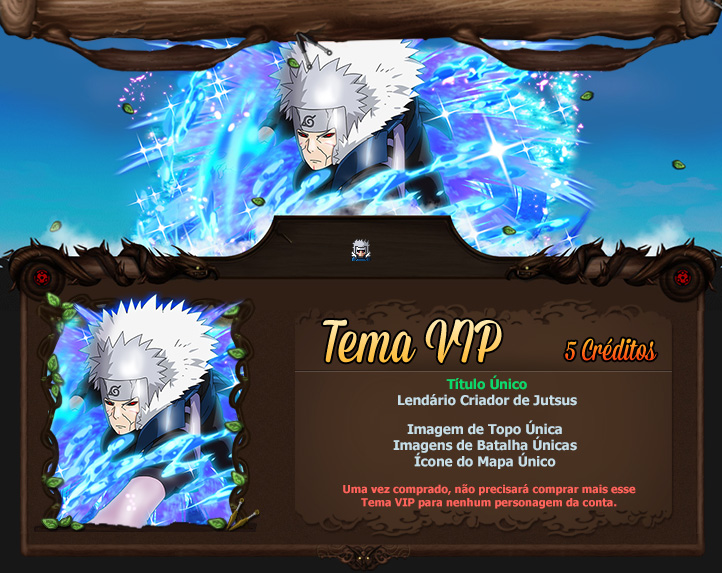 Tema VIP
5 Créditos
Título Único
Lendário Criador de Jutsus
Imagem de Topo Única
Imagens de Batalha Únicas
Ícone do Mapa Único
Uma vez comprado, não precisará comprar mais esse
Tema VIP para nenhum personagem da conta.